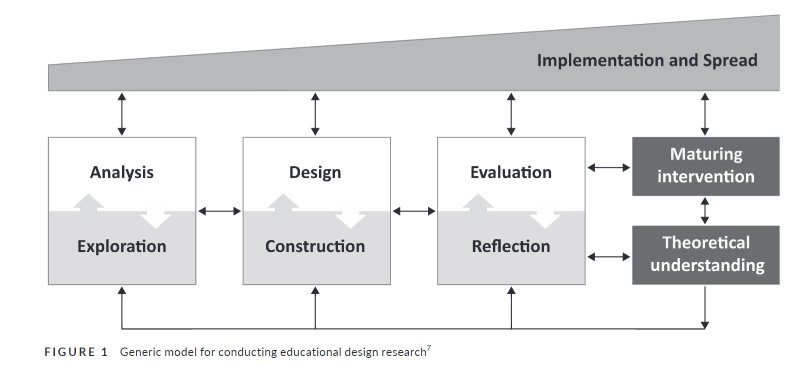 Implementation and Spread
Analysis
Exploration
Design
Construction
Evaluation
Reflection
Maturing
intervention
Theoretical
understanding
FIGURE 1 Generic model for conducting educational design research7